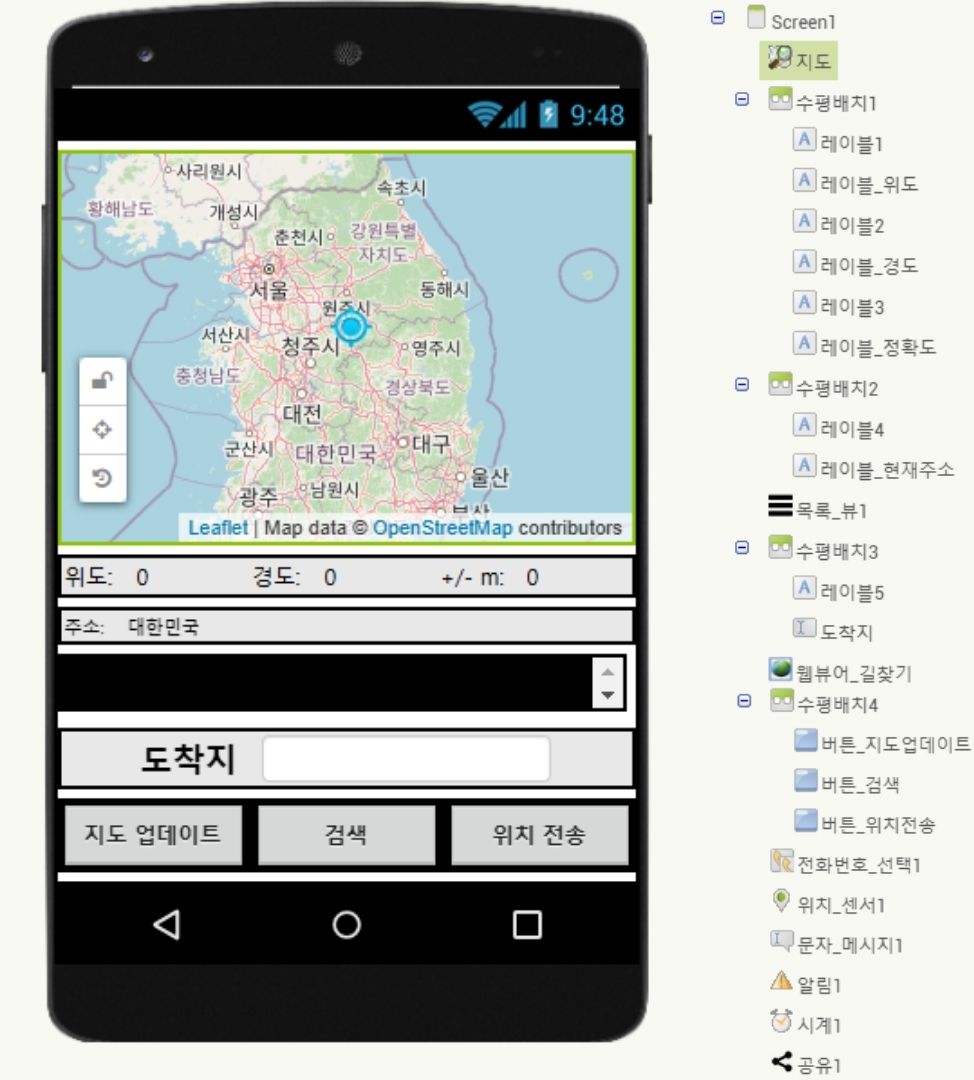 9:48
사리원시
속초시
황해남도
개성시
강원특별
자치도
춘천시
서울
동해시
원주시
서산시
청주시
영주시
충청남도
경상북도
대전
군산시
대한민국
대구
울산
광주
남원시
부산
Leaflet | Map data © OpenStreetMap contributors
위도: 0 경도: 0 +/- m: 0
주소: 대한민국
도착지
지도 업데이트 검색 위치 전송
Screen1
지도
수평배치1
레이블1
레이블_위도
레이블2
레이블_경도
레이블3
레이블_정확도
수평배치2
레이블4
레이블_현재주소
목록_뷰1
수평배치3
레이블5
도착지
웹뷰어_길찾기
수평배치4
버튼_지도업데이트
버튼_검색
버튼_위치전송
전화번호_선택1
위치_센서1
문자_메시지1
알림1
시계1
공유1